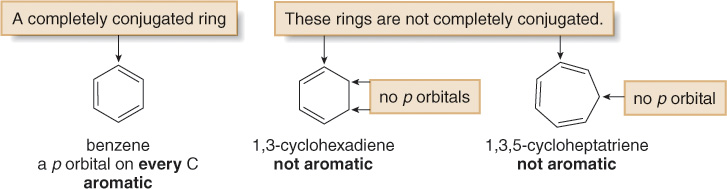 A completely conjugated ring
These rings are not completely conjugated.
no p orbitals
no p orbital
benzene
a p orbital on every C
aromatic
1,3-cyclohexadiene
not aromatic
1,3,5-cycloheptatriene
not aromatic